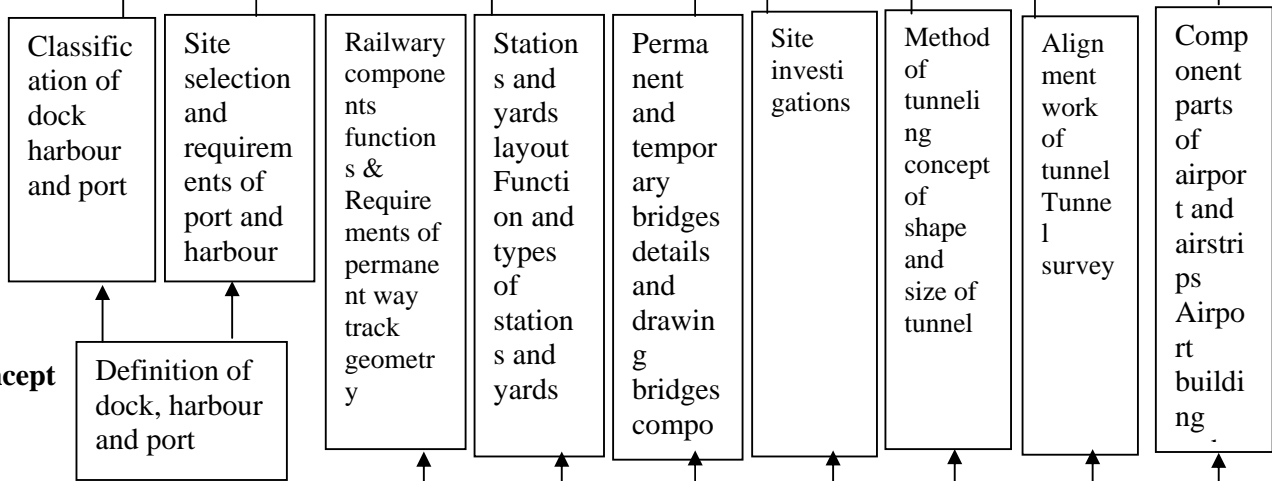 Classific
ation of
dock
harbour
and port
Site
selection
and
requirem
ents of
port and
harbour
Railwary
compone
nts
function
s &
Require
ments of
permane
nt way
track
geometr
y
Station
s and
yards
layout
Functi
on and
types
of
station
s and
yards
Perma
nent
and
tempor
ary
bridges
details
and
drawin
g
bridges
compo
Site
investi
gations
Method
of
tunneli
ng
concept
of
shape
and
size of
tunnel
Align
ment
work
of
tunnel
Tunne
l
survey
Comp
onent
parts
of
airpor
t and
airstri
ps
Airpo
rt
buildi
ng
Definition of
dock, harbour
and port